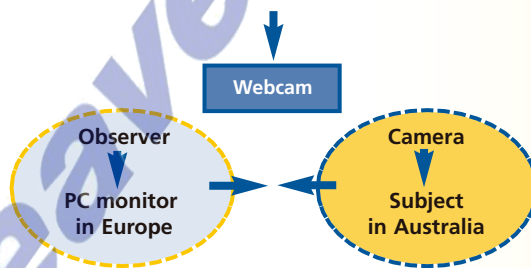 Webcam
Observer
PC monitor
in Europe
Camera
Subject
in Australia